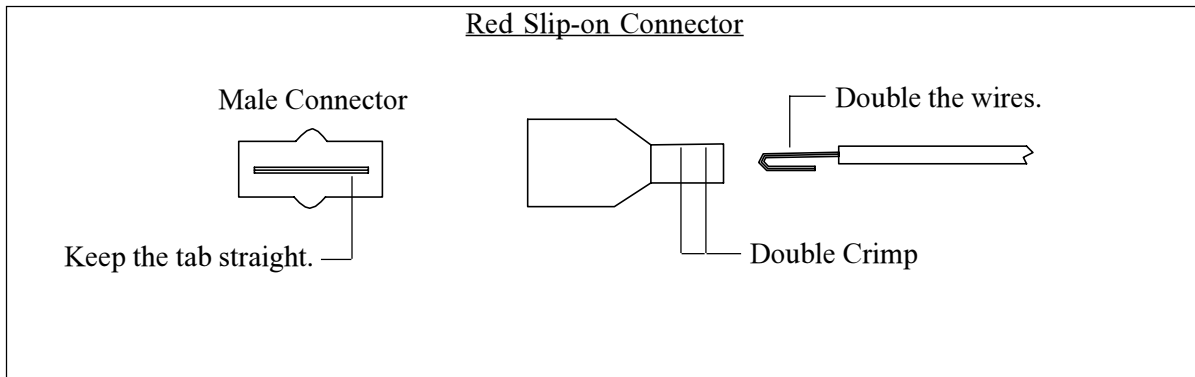 Red Slip-on Connector
Male Connector
Double the wires.
Keep the tab straight.
Double Crimp